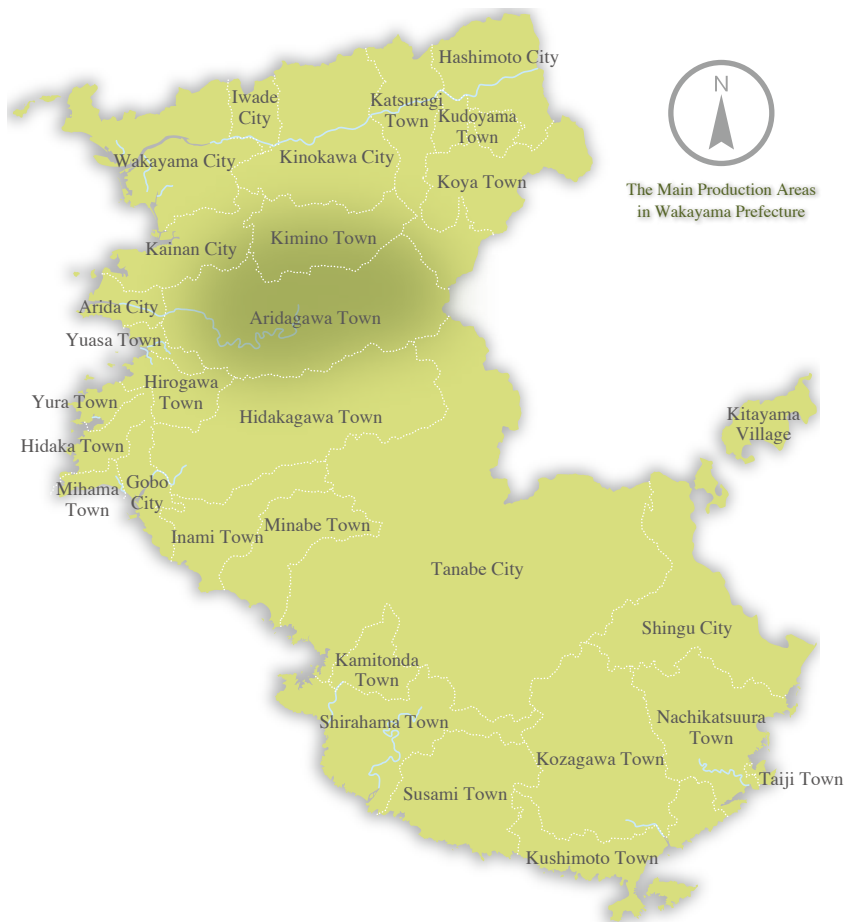 Hashimoto City
N
Iwade
City
Katsuragi
Town
Kudoyama
Town
Wakayama City
Kinokawa City
Koya Town
The Main Production Areas
in Wakayama Prefecture
Kimino Town
Kainan City
Arida City
Aridagawa Town
Yuasa Town
Hirogawa
Town
Yura Town
Hidakagawa Town
Kitayama
Village
Hidaka Town
Mihama
Town
Gobo
City
Inami Town
Minabe Town
Tanabe City
Shingu City
Kamitonda
Town
Shirahama Town
Nachikatsuura
Town
Kozagawa Town
Taiji Town
Susami Town
Kushimoto Town